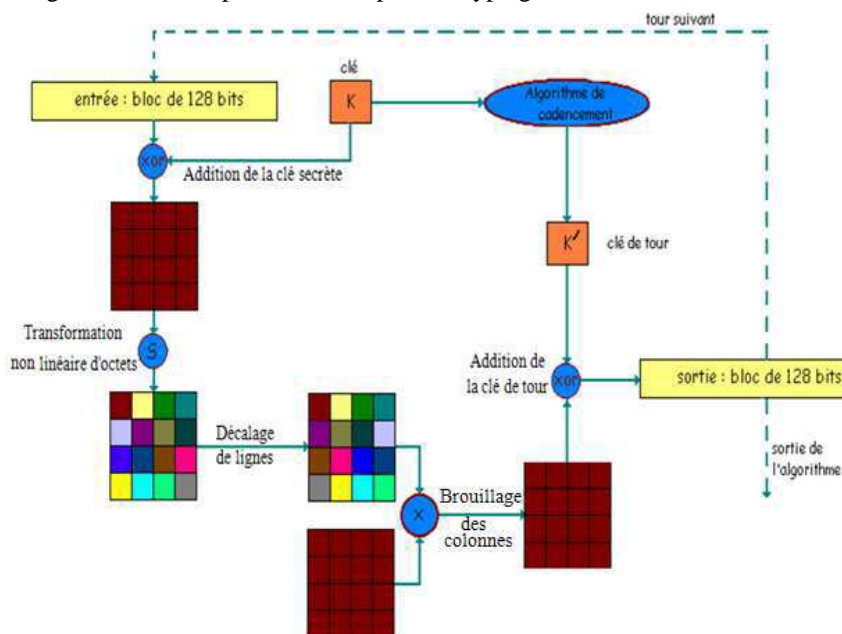 tour suivant
clé
entrée : bloc de 128 bits
K
Algorithme de
cadencement
xor
Addition de la clé secrète
K'
clé de tour
Transformation
non linéaire d'octets
S
Addition de
la clé de tour
xor
sortie : bloc de 128 bits
Décalage
de lignes
sortie de
l'algorithme
X
Brouillage
des
colonnes